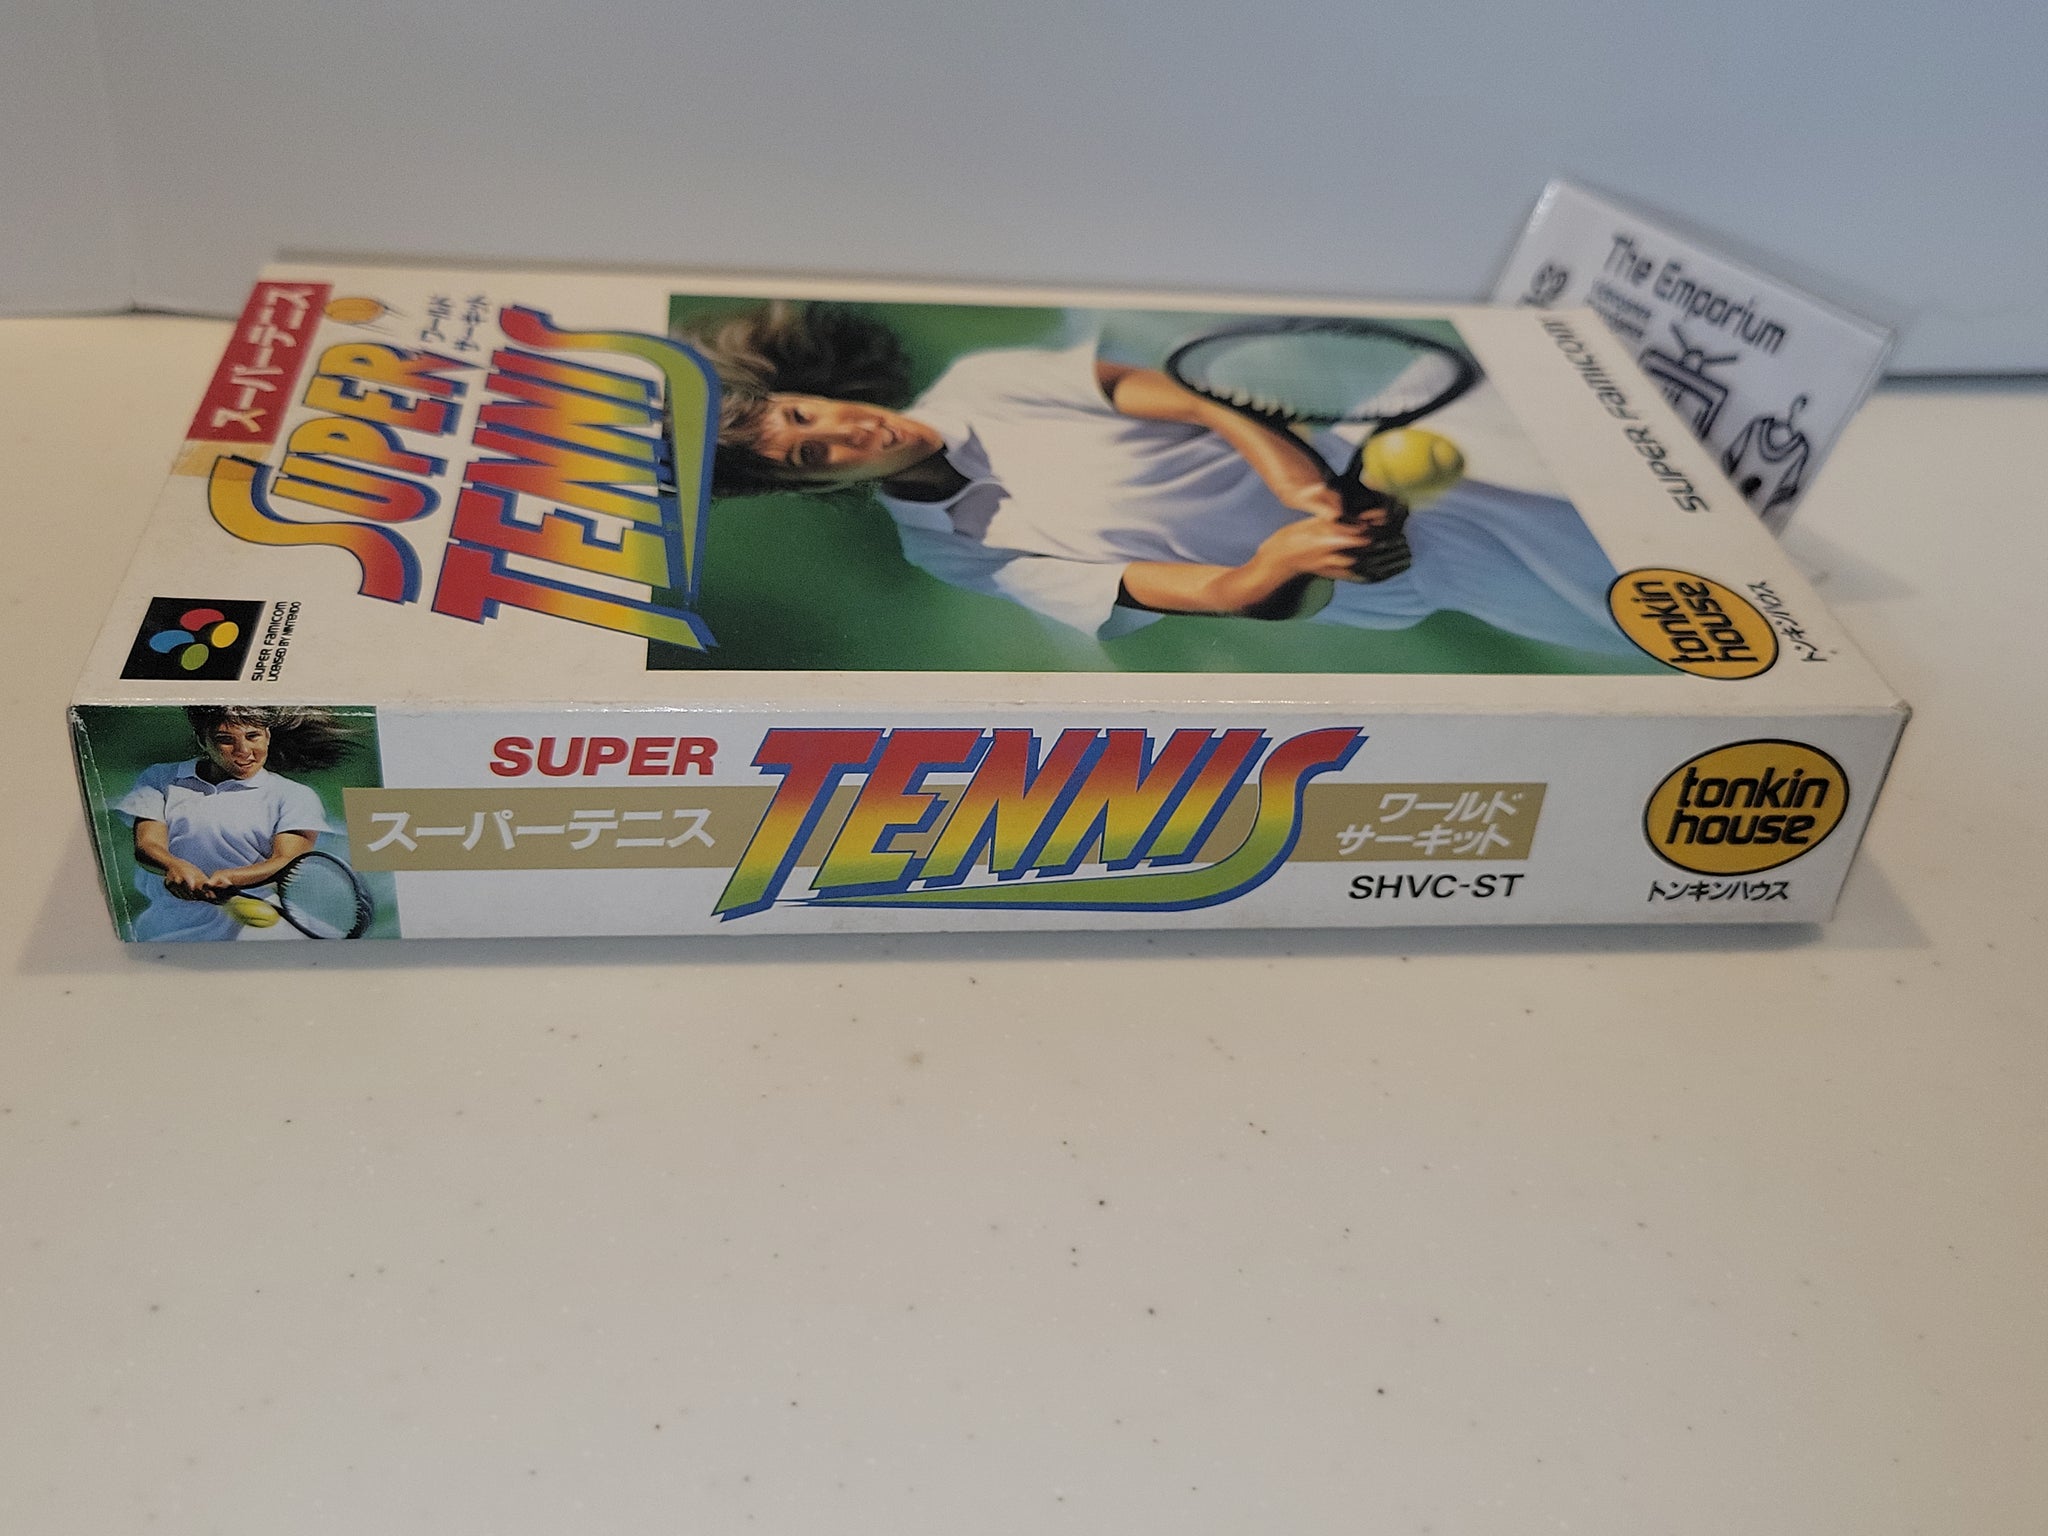 The Emporium
スーパーテニス
SUPER
ワールド
サーキット
TENNIS
SUPER FAMICOM
LICENSED BY NINTENDO
SUPER FAMICOM
tonkin
house
トンキンハウス
SUPER
スーパーテニス
TENNIS
ワールド
サーキット
SHVC-ST
tonkin
house
トンキンハウス